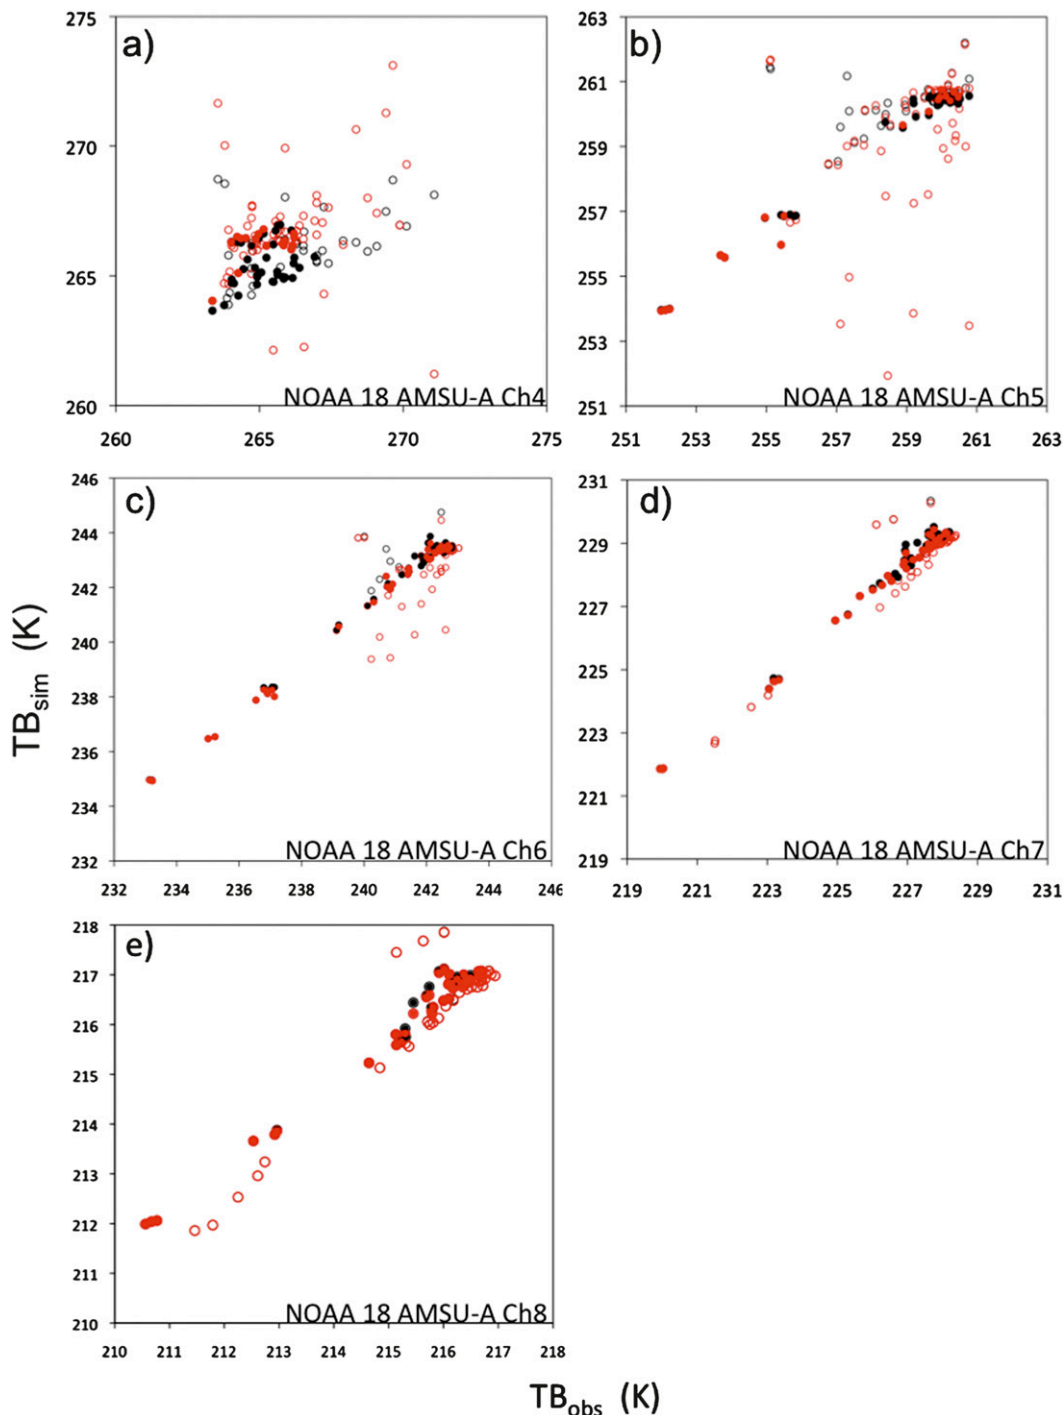 275
a)
270
265
260
NOAA 18 AMSU-A Ch4
260 265 270 275
263
b)
261
259
257
255
253
251
NOAA 18 AMSU-A Ch5
251 253 255 257 259 261 263
246
c)
244
242
240
238
236
234
232
NOAA 18 AMSU-A Ch6
232 234 236 238 240 242 244 246
231
d)
229
227
225
223
221
219
NOAA 18 AMSU-A Ch7
219 221 223 225 227 229 231
TBsim (K)
218
e)
217
216
215
214
213
212
211
210
NOAA 18 AMSU-A Ch8
210 211 212 213 214 215 216 217 218
TBobs (K)